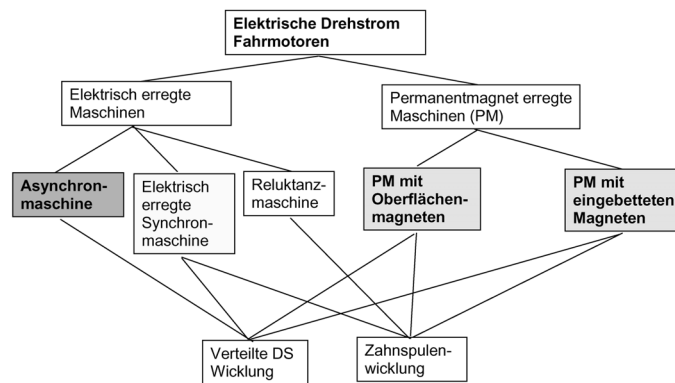 Elektrische Drehstrom
Fahrmotoren
Elektrisch erregte
Maschinen
Permanentmagnet erregte
Maschinen (PM)
Asynchron-
maschine
Elektrisch
erregte
Synchron-
maschine
Reluktanz-
maschine
PM mit
Oberflächen-
magneten
PM mit
eingebetteten
Magneten
Verteilte DS
Wicklung
Zahnspulen-
wicklung